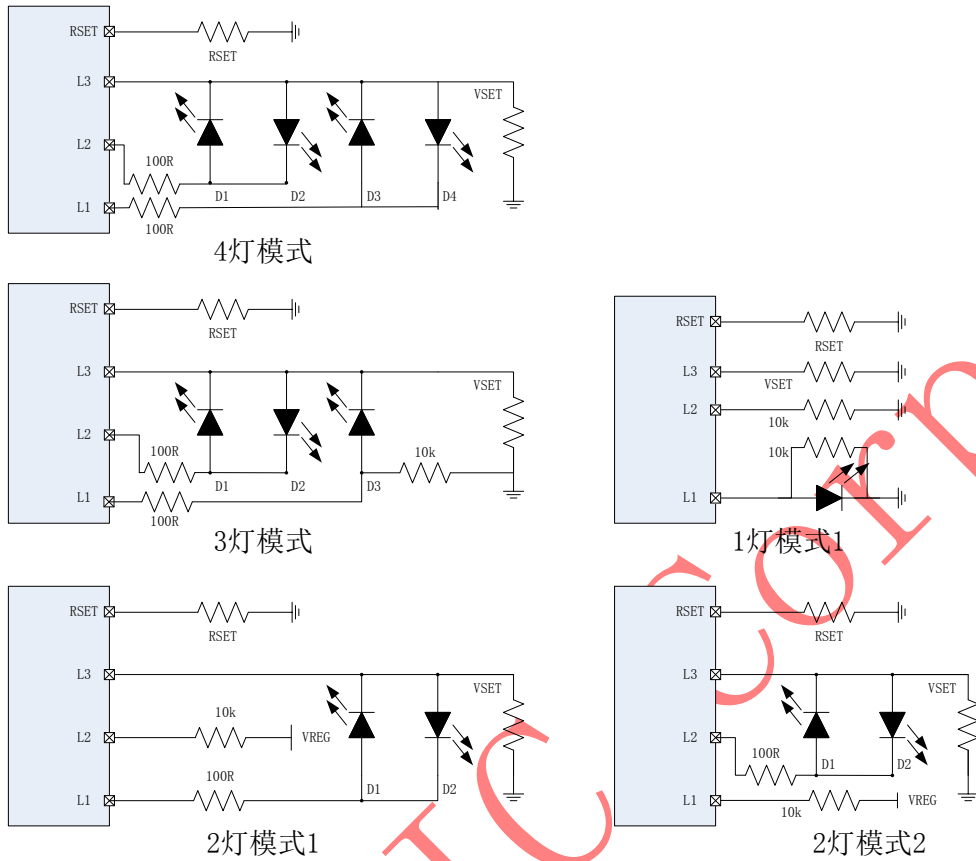 RSET
RSET
L3
VSET
L2
100R
D1
D2
D3
D4
L1
100R
4灯模式
RSET
RSET
L3
VSET
L2
100R
10k
D1
D2
D3
L1
100R
3灯模式
RSET
RSET
L3
VSET
L2
10k
10k
L1
1灯模式1
RSET
RSET
L3
VSET
10k
L2
VREG
100R
D1
D2
L1
2灯模式1
RSET
RSET
L3
VSET
L2
100R
D1
D2
L1
10k
VREG
2灯模式2
IC Corp